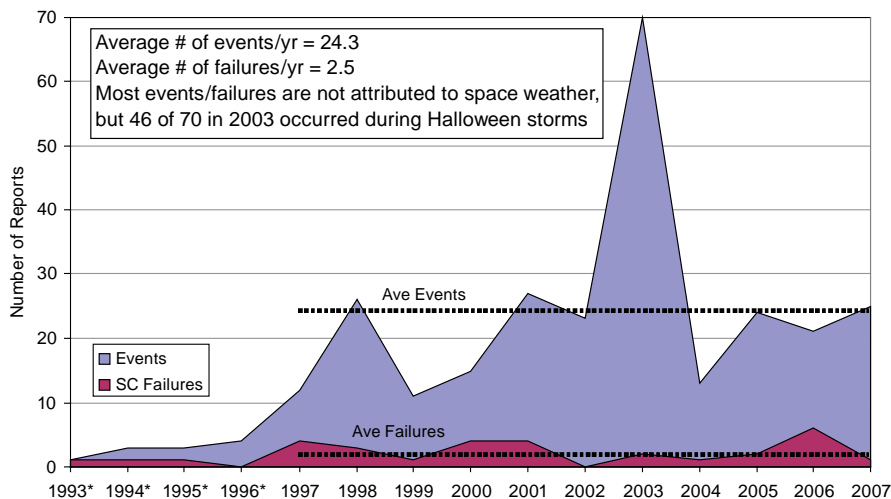 70
Average # of events/yr = 24.3
Average # of failures/yr = 2.5
Most events/failures are not attributed to space weather,
but 46 of 70 in 2003 occurred during Halloween storms
60
50
40
30
20
10
0
Number of Reports
Ave Events
Events
SC Failures
Ave Failures
1993* 1994* 1995* 1996* 1997 1998 1999 2000 2001 2002 2003 2004 2005 2006 2007